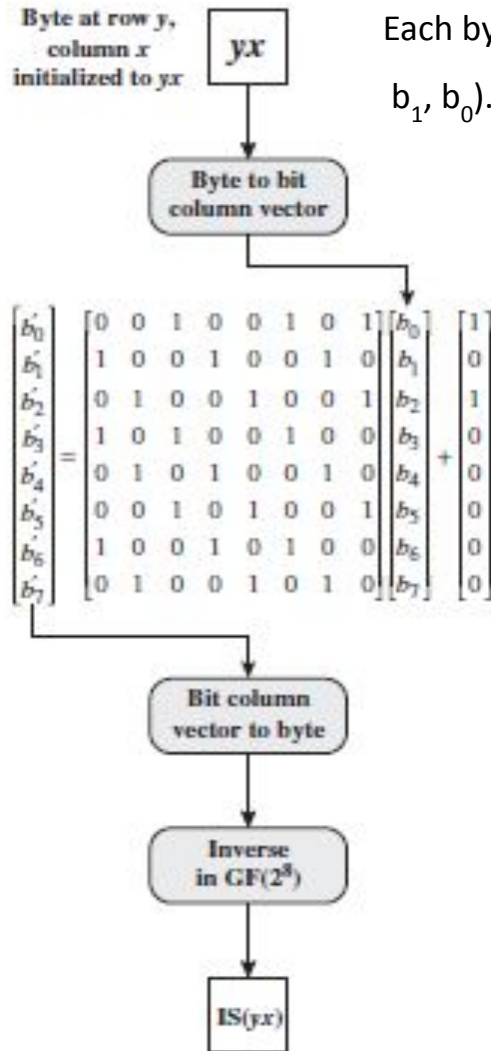 Byte at row y,
column x
initialized to yx
yx
Each by
b₁, b₀).
Byte to bit
column vector
[b′₀] = [0 0 1 0 0 1 0 1] [b₀] + [1]
[b′₁] [1 0 0 1 0 0 1 0] [b₁] [0]
[b′₂] [0 1 0 0 1 0 0 1] [b₂] [1]
[b′₃] [1 0 1 0 0 1 0 0] [b₃] [0]
[b′₄] [0 1 0 1 0 0 1 0] [b₄] [0]
[b′₅] [0 0 1 0 1 0 0 1] [b₅] [0]
[b′₆] [1 0 0 1 0 1 0 0] [b₆] [0]
[b′₇] [0 1 0 0 1 0 1 0] [b₇] [0]
Bit column
vector to byte
Inverse
in GF(2⁸)
IS(yx)